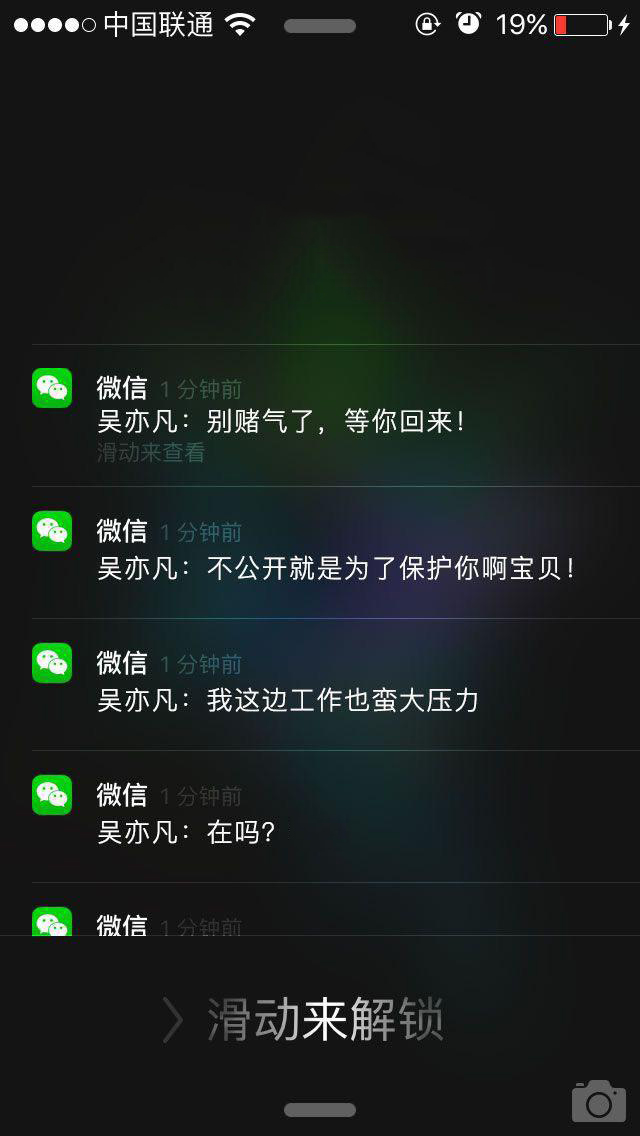 中国联通 19%
微信 1 分钟前
吴亦凡：别赌气了，等你回来！
滑动来查看
微信 1 分钟前
吴亦凡：不公开就是为了保护你啊宝贝！
微信 1 分钟前
吴亦凡：我这边工作也蛮大压力
微信 1 分钟前
吴亦凡：在吗？
微信 1 分钟前
滑动来解锁